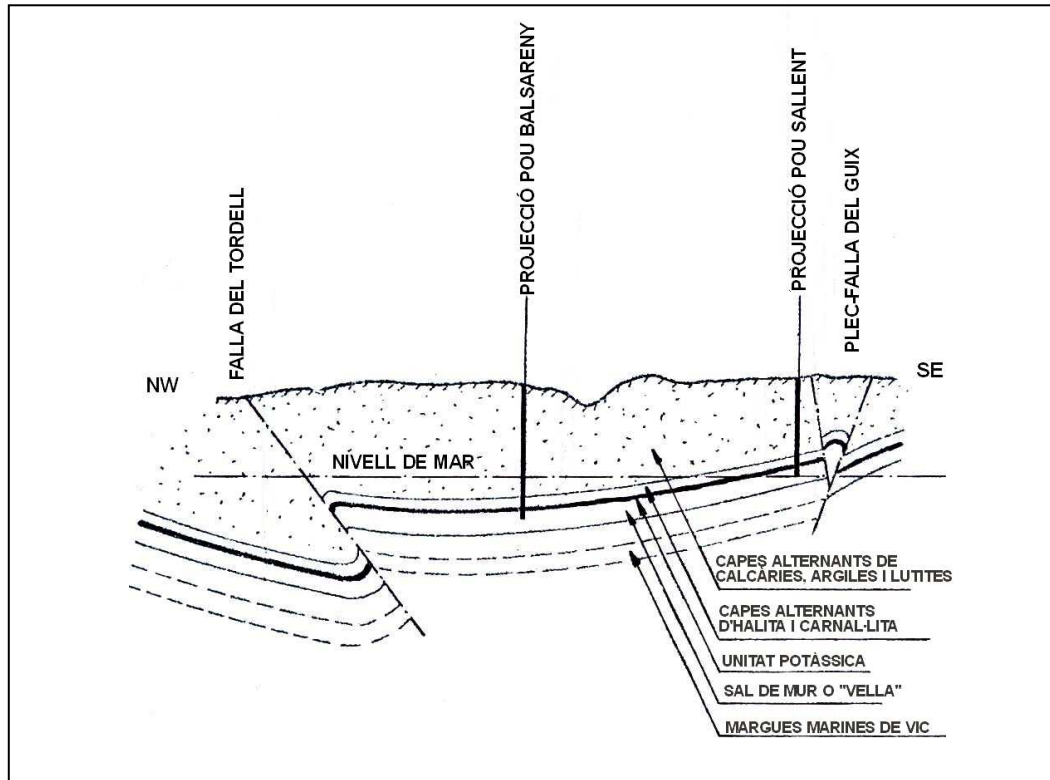 FALLA DEL TORDELL
PROJECCIÓ POU BALSARENY
PROJECCIÓ POU SALLENT
PLEC-FALLA DEL GUIX
NW
SE
NIVELL DE MAR
CAPES ALTERNANTS DE
CALCÀRIES, ARGILES I LUTITES
CAPES ALTERNANTS
D'HALITA I CARNAL·LITA
UNITAT POTÀSSICA
SAL DE MUR O "VELLA"
MARGUES MARINES DE VIC